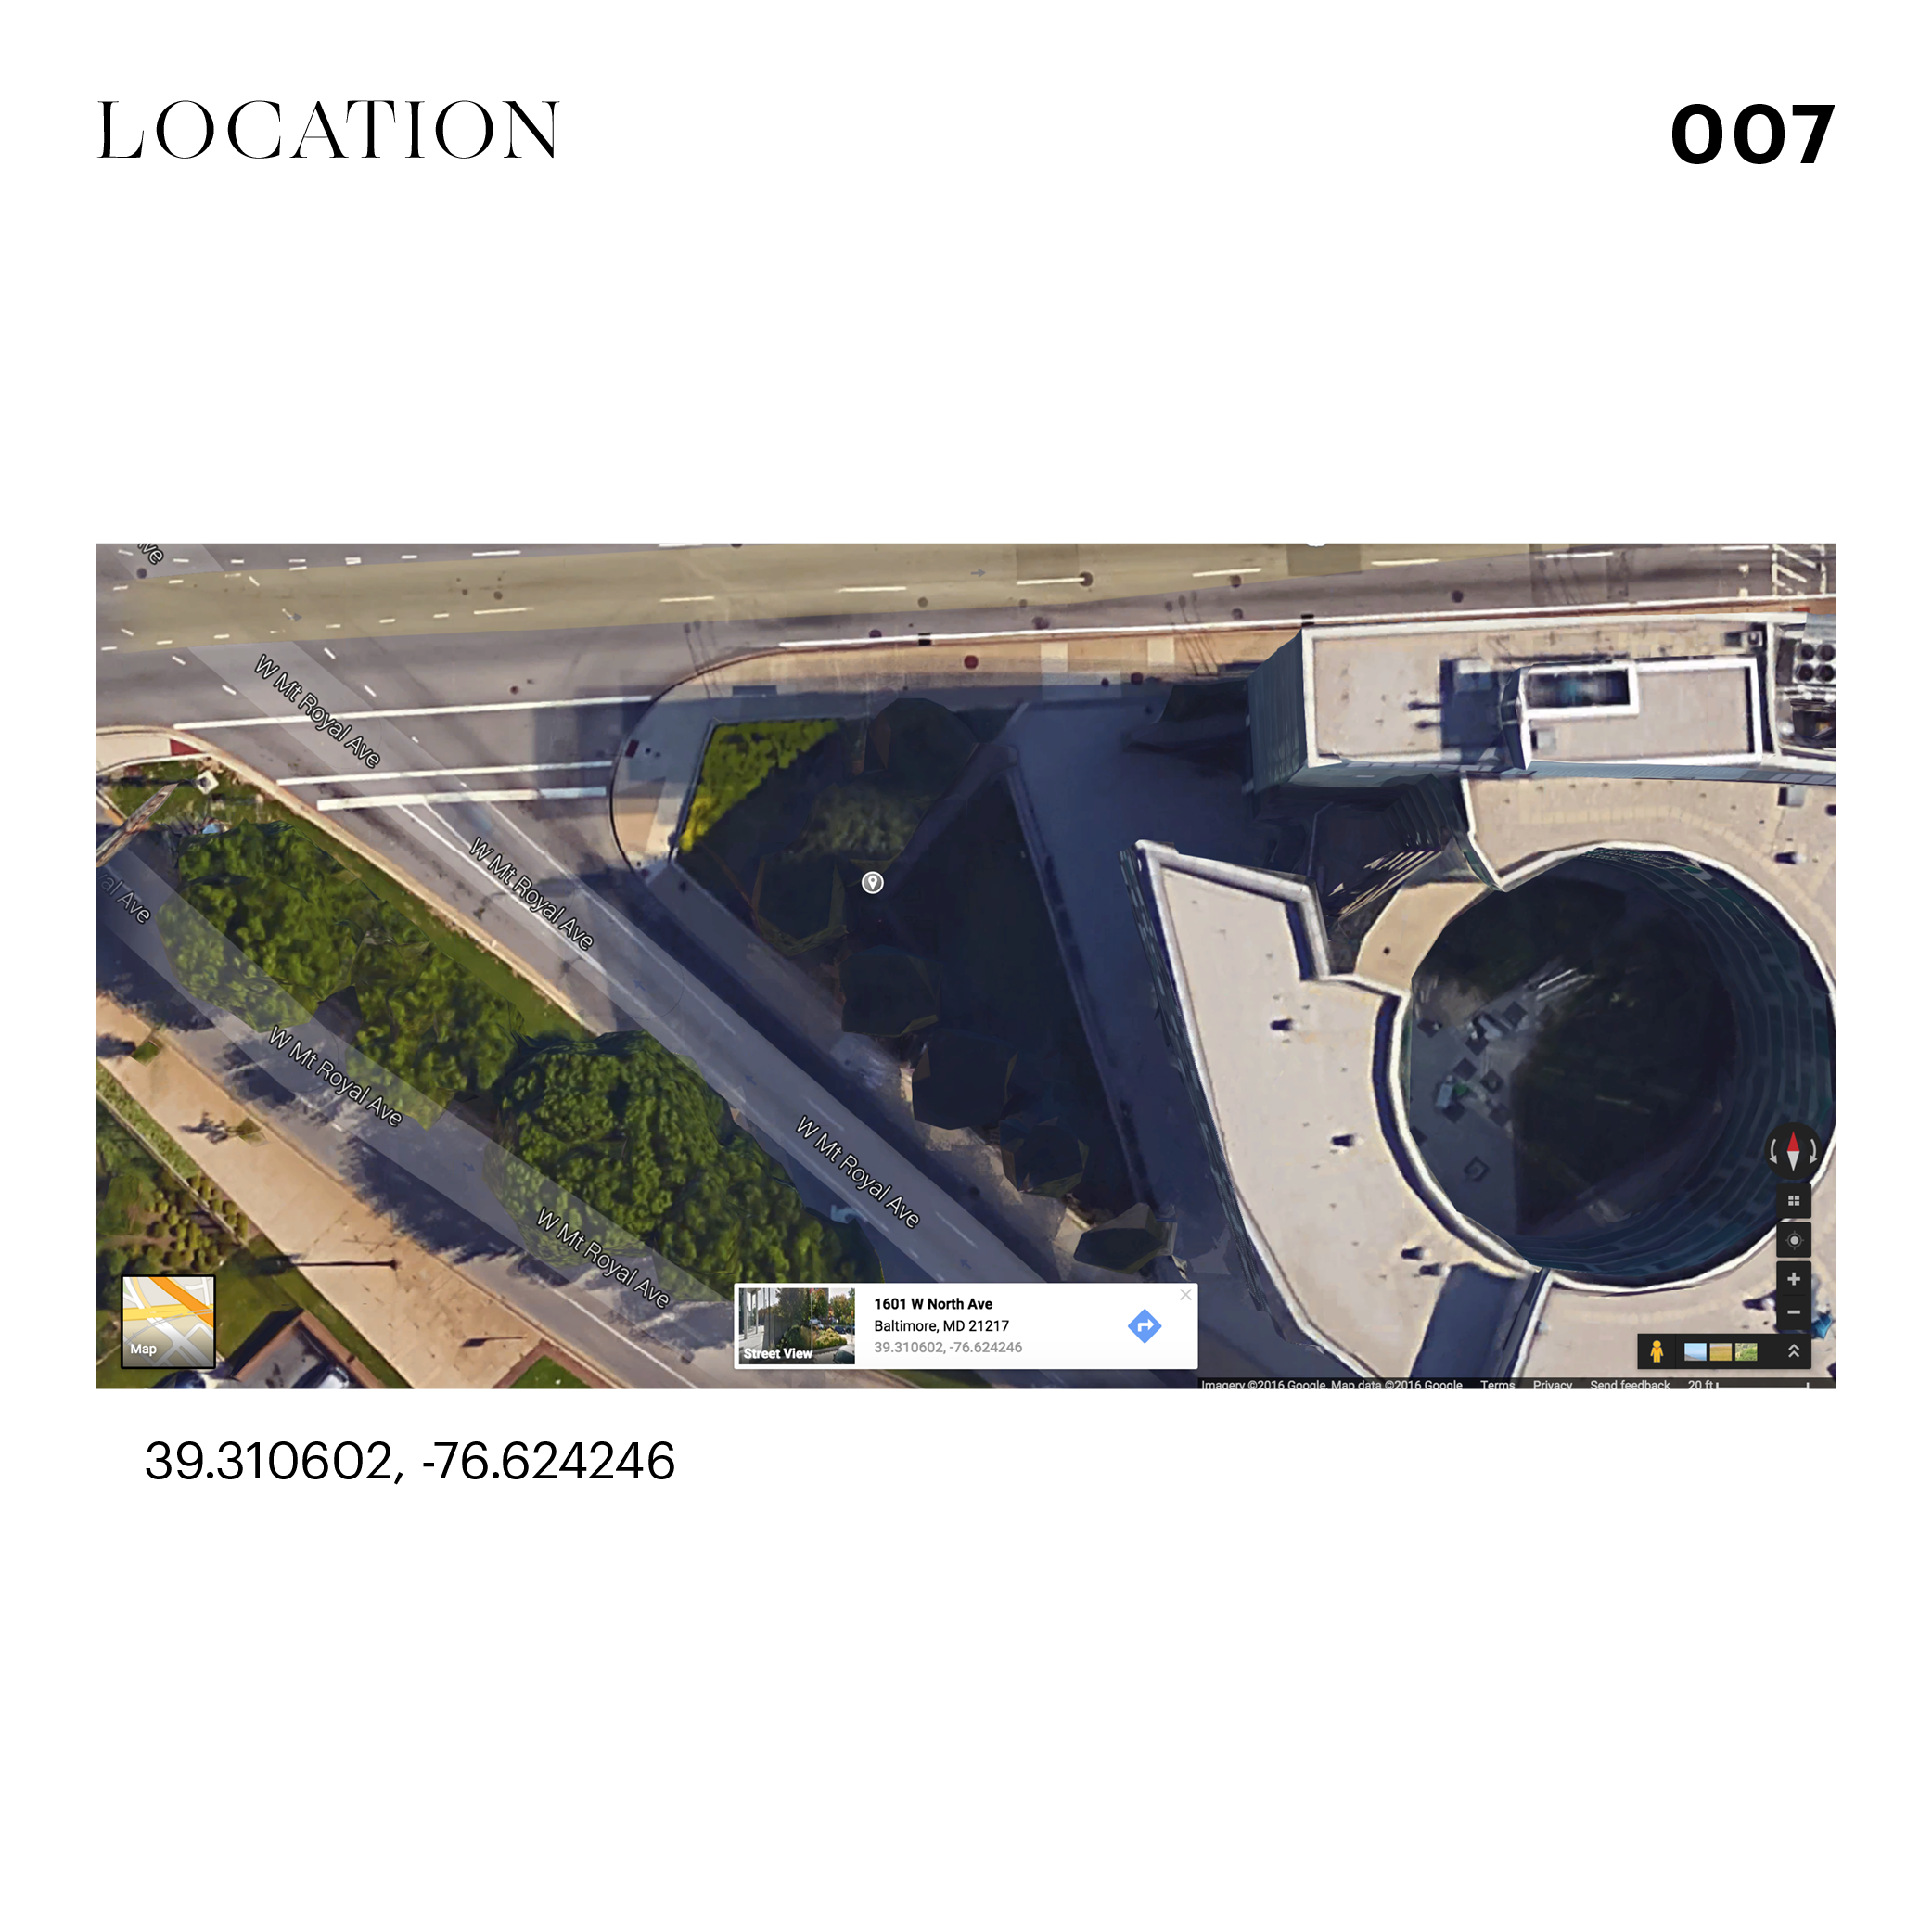 LOCATION
007
ve
W Mt Royal Ave
W Mt Royal Ave
al Ave
W Mt Royal Ave
W Mt Royal Ave
W Mt Royal Ave
Map
Street View
1601 W North Ave
Baltimore, MD 21217
39.310602, -76.624246
Imagery ©2016 Google, Map data ©2016 Google Terms Privacy Send feedback 20 ft
39.310602, -76.624246